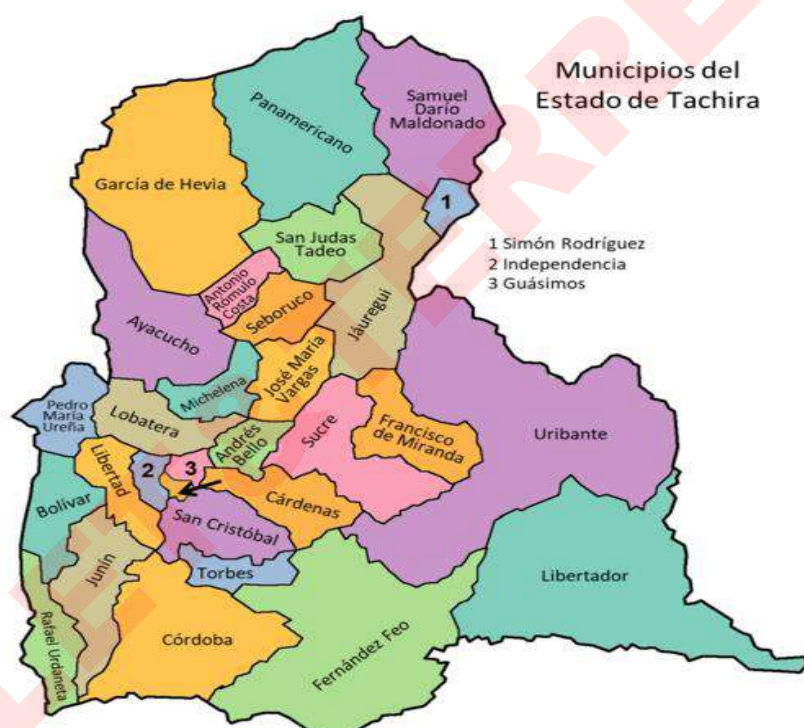 Municipios del
Estado de Tachira
Samuel
Darío
Maldonado
Panamericano
García de Hevia
1
San Judas
Tadeo
1 Simón Rodríguez
2 Independencia
3 Guásimos
Antonio
Rómulo
Costa
Seboruco
Jáuregui
Ayacucho
José María
Vargas
Michelena
Pedro
María
Ureña
Lobatera
Andrés
Bello
Sucre
Francisco
de Miranda
Uribante
Libertad
2
3
Bolívar
Cárdenas
San Cristóbal
Junín
Torbes
Libertador
Rafael Urdaneta
Córdoba
Fernández Feo